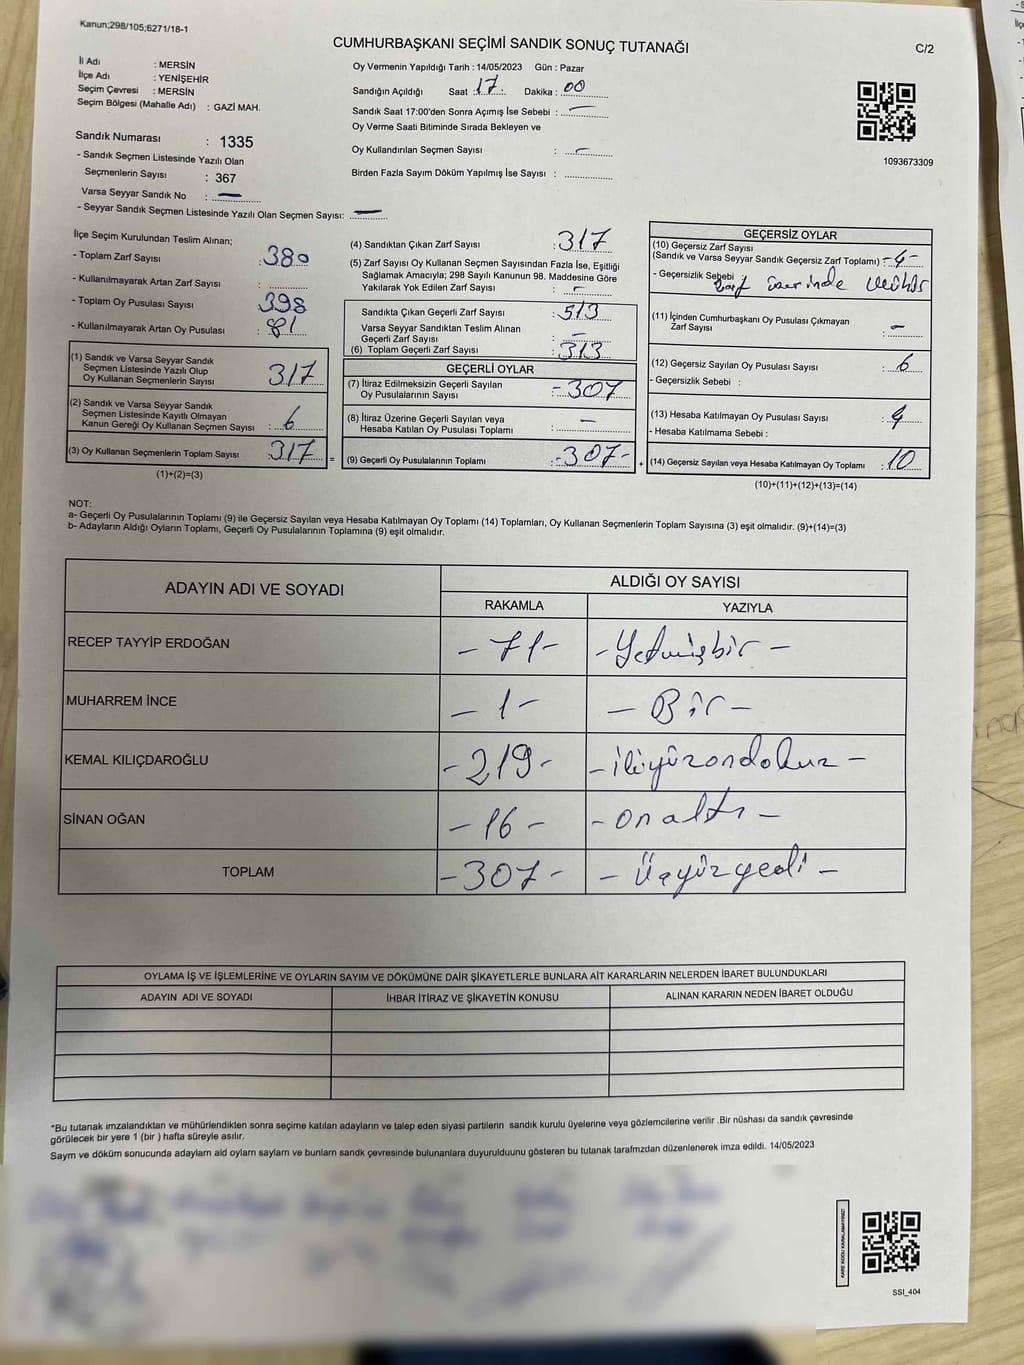 Kanun;298/105;6271/18-1
CUMHURBAŞKANI SEÇİMİ SANDIK SONUÇ TUTANAĞI
C/2
İl Adı : MERSİN
İlçe Adı : YENİŞEHİR
Seçim Çevresi : MERSİN
Seçim Bölgesi (Mahalle Adı) : GAZİ MAH.
Sandık Numarası : 1335
- Sandık Seçmen Listesinde Yazılı Olan
Seçmenlerin Sayısı : 367
Varsa Seyyar Sandık No : —
- Seyyar Sandık Seçmen Listesinde Yazılı Olan Seçmen Sayısı: —
Oy Vermenin Yapıldığı Tarih : 14/05/2023 Gün : Pazar
Sandığın Açıldığı Saat : 17 Dakika : 00
Sandık Saat 17:00'den Sonra Açımış İse Sebebi : —
Oy Verme Saati Bitiminde Sırada Bekleyen ve
Oy Kullandırılan Seçmen Sayısı : —
Birden Fazla Sayım Döküm Yapılmış İse Sayısı :
1093673309
İlçe Seçim Kurulundan Teslim Alınan;
- Toplam Zarf Sayısı : 380
- Kullanılmayarak Artan Zarf Sayısı :
- Toplam Oy Pusulası Sayısı : 398
- Kullanılmayarak Artan Oy Pusulası : 81
(1) Sandık ve Varsa Seyyar Sandık
Seçmen Listesinde Yazılı Olup
Oy Kullanan Seçmenlerin Sayısı : 317
(2) Sandık ve Varsa Seyyar Sandık
Seçmen Listesinde Kayıtlı Olmayan
Kanun Gereği Oy Kullanan Seçmen Sayısı : 6
(3) Oy Kullanan Seçmenlerin Toplam Sayısı : 317
(1)+(2)=(3)
(4) Sandıktan Çıkan Zarf Sayısı : 317
(5) Zarf Sayısı Oy Kullanan Seçmen Sayısından Fazla İse, Eşitliği
Sağlamak Amacıyla; 298 Sayılı Kanunun 98. Maddesine Göre
Yakılarak Yok Edilen Zarf Sayısı : —
Sandıkta Çıkan Geçerli Zarf Sayısı : 513
Varsa Seyyar Sandıktan Teslim Alınan
Geçerli Zarf Sayısı : —
(6) Toplam Geçerli Zarf Sayısı : 313
GEÇERLİ OYLAR
(7) İtiraz Edilmeksizin Geçerli Sayılan
Oy Pusulalarının Sayısı : -307
(8) İtiraz Üzerine Geçerli Sayılan veya
Hesaba Katılan Oy Pusulası Toplamı : —
= (9) Geçerli Oy Pusulalarının Toplamı : -307-
GEÇERSİZ OYLAR
(10) Geçersiz Zarf Sayısı
(Sandık ve Varsa Seyyar Sandık Geçersiz Zarf Toplamı) : -4-
- Geçersizlik Sebebi : Zarf üzerinde mühür
(11) İçinden Cumhurbaşkanı Oy Pusulası Çıkmayan
Zarf Sayısı : —
(12) Geçersiz Sayılan Oy Pusulası Sayısı : 6
- Geçersizlik Sebebi :
(13) Hesaba Katılmayan Oy Pusulası Sayısı :
- Hesaba Katılmama Sebebi :
+ (14) Geçersiz Sayılan veya Hesaba Katılmayan Oy Toplamı : 10
(10)+(11)+(12)+(13)=(14)
NOT:
a- Geçerli Oy Pusulalarının Toplamı (9) ile Geçersiz Sayılan veya Hesaba Katılmayan Oy Toplamı (14) Toplamları, Oy Kullanan Seçmenlerin Toplam Sayısına (3) eşit olmalıdır. (9)+(14)=(3)
b- Adayların Aldığı Oyların Toplamı, Geçerli Oy Pusulalarının Toplamına (9) eşit olmalıdır.
ADAYIN ADI VE SOYADI ALDIĞI OY SAYISI
RAKAMLA YAZIYLA
RECEP TAYYİP ERDOĞAN - 71- - Yetmişbir -
MUHARREM İNCE - 1 - - Bir -
KEMAL KILIÇDAROĞLU - 219 - - ikiyüzondokuz -
SİNAN OĞAN - 16 - - on altı -
TOPLAM - 307 - - Üçyüzyedi -
OYLAMA İŞ VE İŞLEMLERİNE VE OYLARIN SAYIM VE DÖKÜMÜNE DAİR ŞİKAYETLERLE BUNLARA AİT KARARLARIN NELERDEN İBARET BULUNDUKLARI
ADAYIN ADI VE SOYADI İHBAR İTİRAZ VE ŞİKAYETİN KONUSU ALINAN KARARIN NEDEN İBARET OLDUĞU
*Bu tutanak imzalandıktan ve mühürlendikten sonra seçime katılan adayların ve talep eden siyasi partilerin sandık kurulu üyelerine veya gözlemcilerine verilir .Bir nüshası da sandık çevresinde
görülecek bir yere 1 (bir ) hafta süreyle asılır.
Sayım ve döküm sonucunda adayların ald oyların sayların ve bunların sandk çevresinde bulunanlara duyurulduunu gösteren bu tutanak tarafmzdan düzenlenerek imza edildi. 14/05/2023
SSI_404